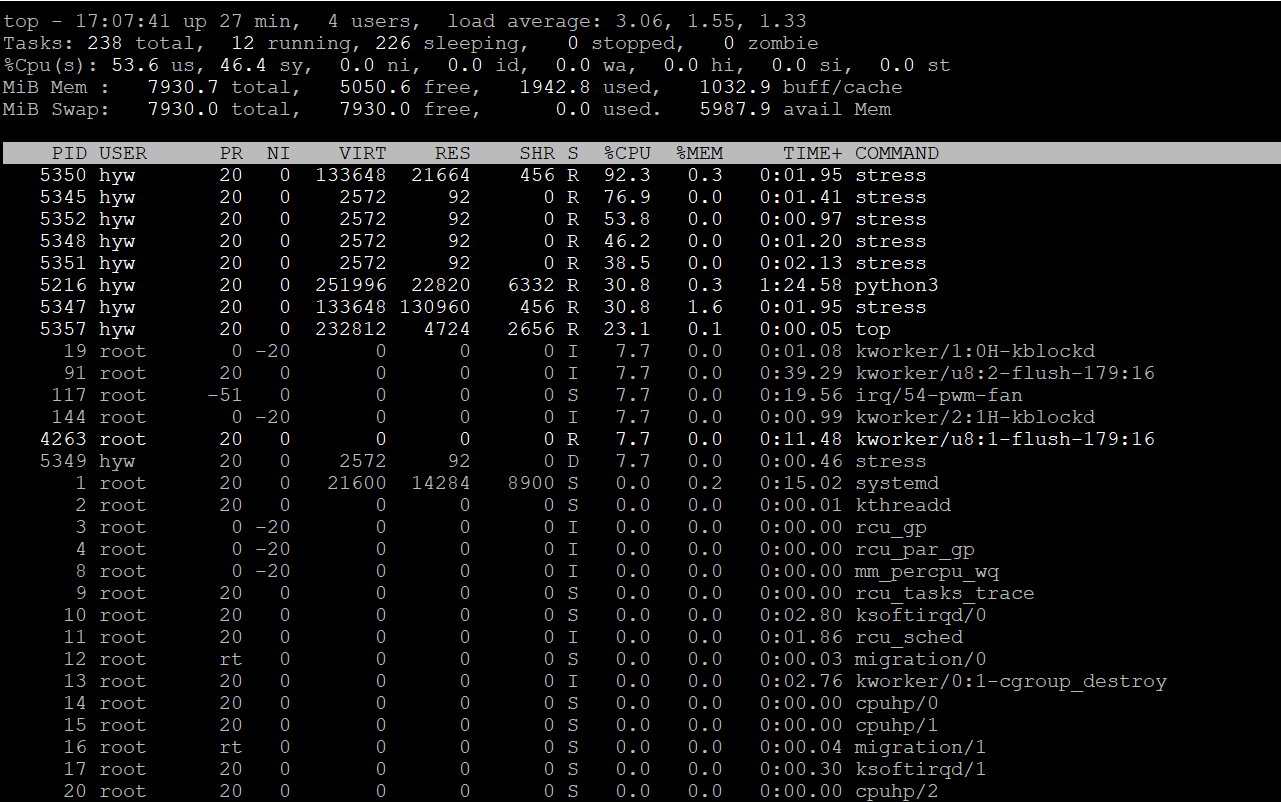 top - 17:07:41 up 27 min,  4 users,  load average: 3.06, 1.55, 1.33
Tasks: 238 total,  12 running, 226 sleeping,   0 stopped,   0 zombie
%Cpu(s): 53.6 us, 46.4 sy,  0.0 ni,  0.0 id,  0.0 wa,  0.0 hi,  0.0 si,  0.0 st
MiB Mem :   7930.7 total,   5050.6 free,   1942.8 used,   1032.9 buff/cache
MiB Swap:   7930.0 total,   7930.0 free,      0.0 used.   5987.9 avail Mem
PID USER      PR  NI    VIRT    RES    SHR S  %CPU  %MEM     TIME+ COMMAND
5350 hyw       20   0  133648  21664    456 R  92.3   0.3   0:01.95 stress
5345 hyw       20   0    2572     92      0 R  76.9   0.0   0:01.41 stress
5352 hyw       20   0    2572     92      0 R  53.8   0.0   0:00.97 stress
5348 hyw       20   0    2572     92      0 R  46.2   0.0   0:01.20 stress
5351 hyw       20   0    2572     92      0 R  38.5   0.0   0:02.13 stress
5216 hyw       20   0  251996  22820   6332 R  30.8   0.3   1:24.58 python3
5347 hyw       20   0  133648 130960    456 R  30.8   1.6   0:01.95 stress
5357 hyw       20   0  232812   4724   2656 R  23.1   0.1   0:00.05 top
19 root       0 -20       0      0      0 I   7.7   0.0   0:01.08 kworker/1:0H-kblockd
91 root      20   0       0      0      0 I   7.7   0.0   0:39.29 kworker/u8:2-flush-179:16
117 root     -51   0       0      0      0 S   7.7   0.0   0:19.56 irq/54-pwm-fan
144 root       0 -20       0      0      0 I   7.7   0.0   0:00.99 kworker/2:1H-kblockd
4263 root      20   0       0      0      0 R   7.7   0.0   0:11.48 kworker/u8:1-flush-179:16
5349 hyw       20   0    2572     92      0 D   7.7   0.0   0:00.46 stress
1 root      20   0   21600  14284   8900 S   0.0   0.2   0:15.02 systemd
2 root      20   0       0      0      0 S   0.0   0.0   0:00.01 kthreadd
3 root       0 -20       0      0      0 I   0.0   0.0   0:00.00 rcu_gp
4 root       0 -20       0      0      0 I   0.0   0.0   0:00.00 rcu_par_gp
8 root       0 -20       0      0      0 I   0.0   0.0   0:00.00 mm_percpu_wq
9 root      20   0       0      0      0 S   0.0   0.0   0:00.00 rcu_tasks_trace
10 root      20   0       0      0      0 S   0.0   0.0   0:02.80 ksoftirqd/0
11 root      20   0       0      0      0 I   0.0   0.0   0:01.86 rcu_sched
12 root      rt   0       0      0      0 S   0.0   0.0   0:00.03 migration/0
13 root      20   0       0      0      0 I   0.0   0.0   0:02.76 kworker/0:1-cgroup_destroy
14 root      20   0       0      0      0 S   0.0   0.0   0:00.00 cpuhp/0
15 root      20   0       0      0      0 S   0.0   0.0   0:00.00 cpuhp/1
16 root      rt   0       0      0      0 S   0.0   0.0   0:00.04 migration/1
17 root      20   0       0      0      0 S   0.0   0.0   0:00.30 ksoftirqd/1
20 root      20   0       0      0      0 S   0.0   0.0   0:00.00 cpuhp/2